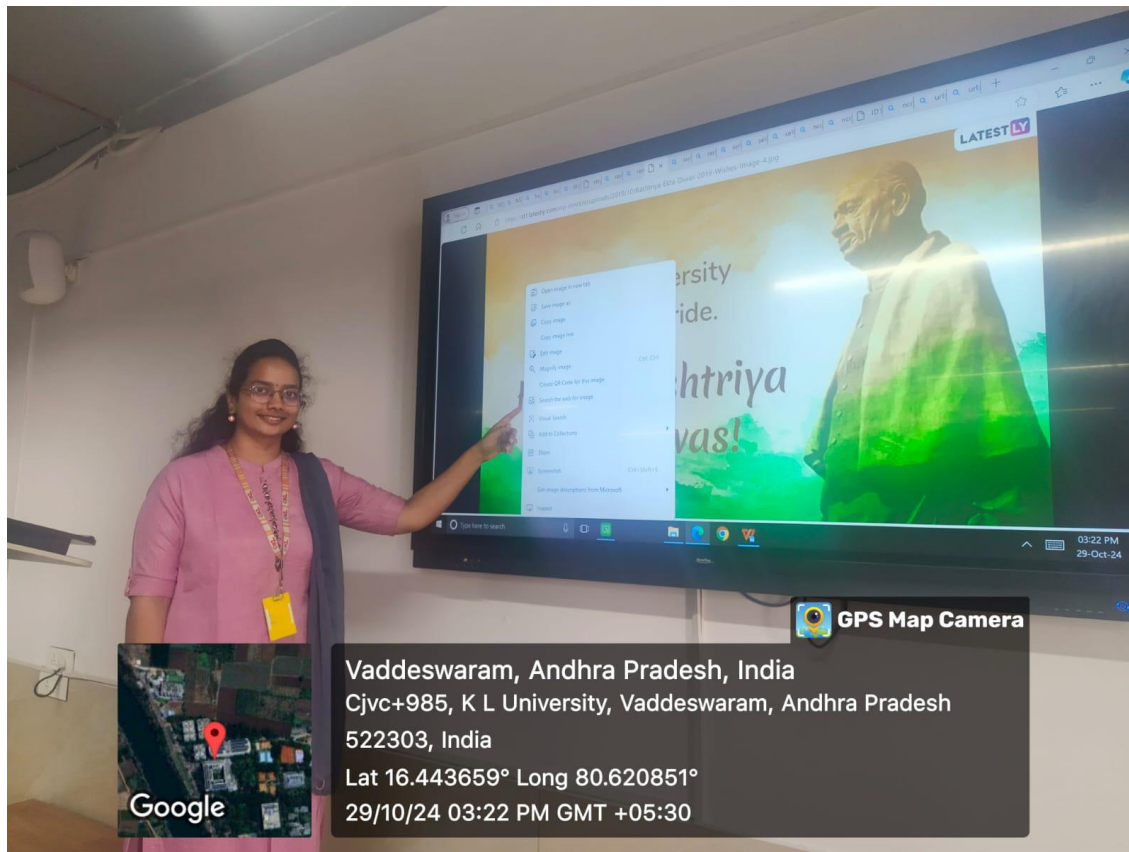 LATESTLY
ersity
ride.
htriya
was!
Open image in new tab
Save image as
Copy image
Copy image link
Edit image
Magnify image
Create QR Code for this image
Search the web for image
Visual Search
Add to Collections
Share
Screenshot
Get image descriptions from Microsoft
Inspect
Type here to search
03:22 PM
29-Oct-24
GPS Map Camera
Vaddeswaram, Andhra Pradesh, India
Cjvc+985, K L University, Vaddeswaram, Andhra Pradesh
522303, India
Lat 16.443659° Long 80.620851°
29/10/24 03:22 PM GMT +05:30
Google